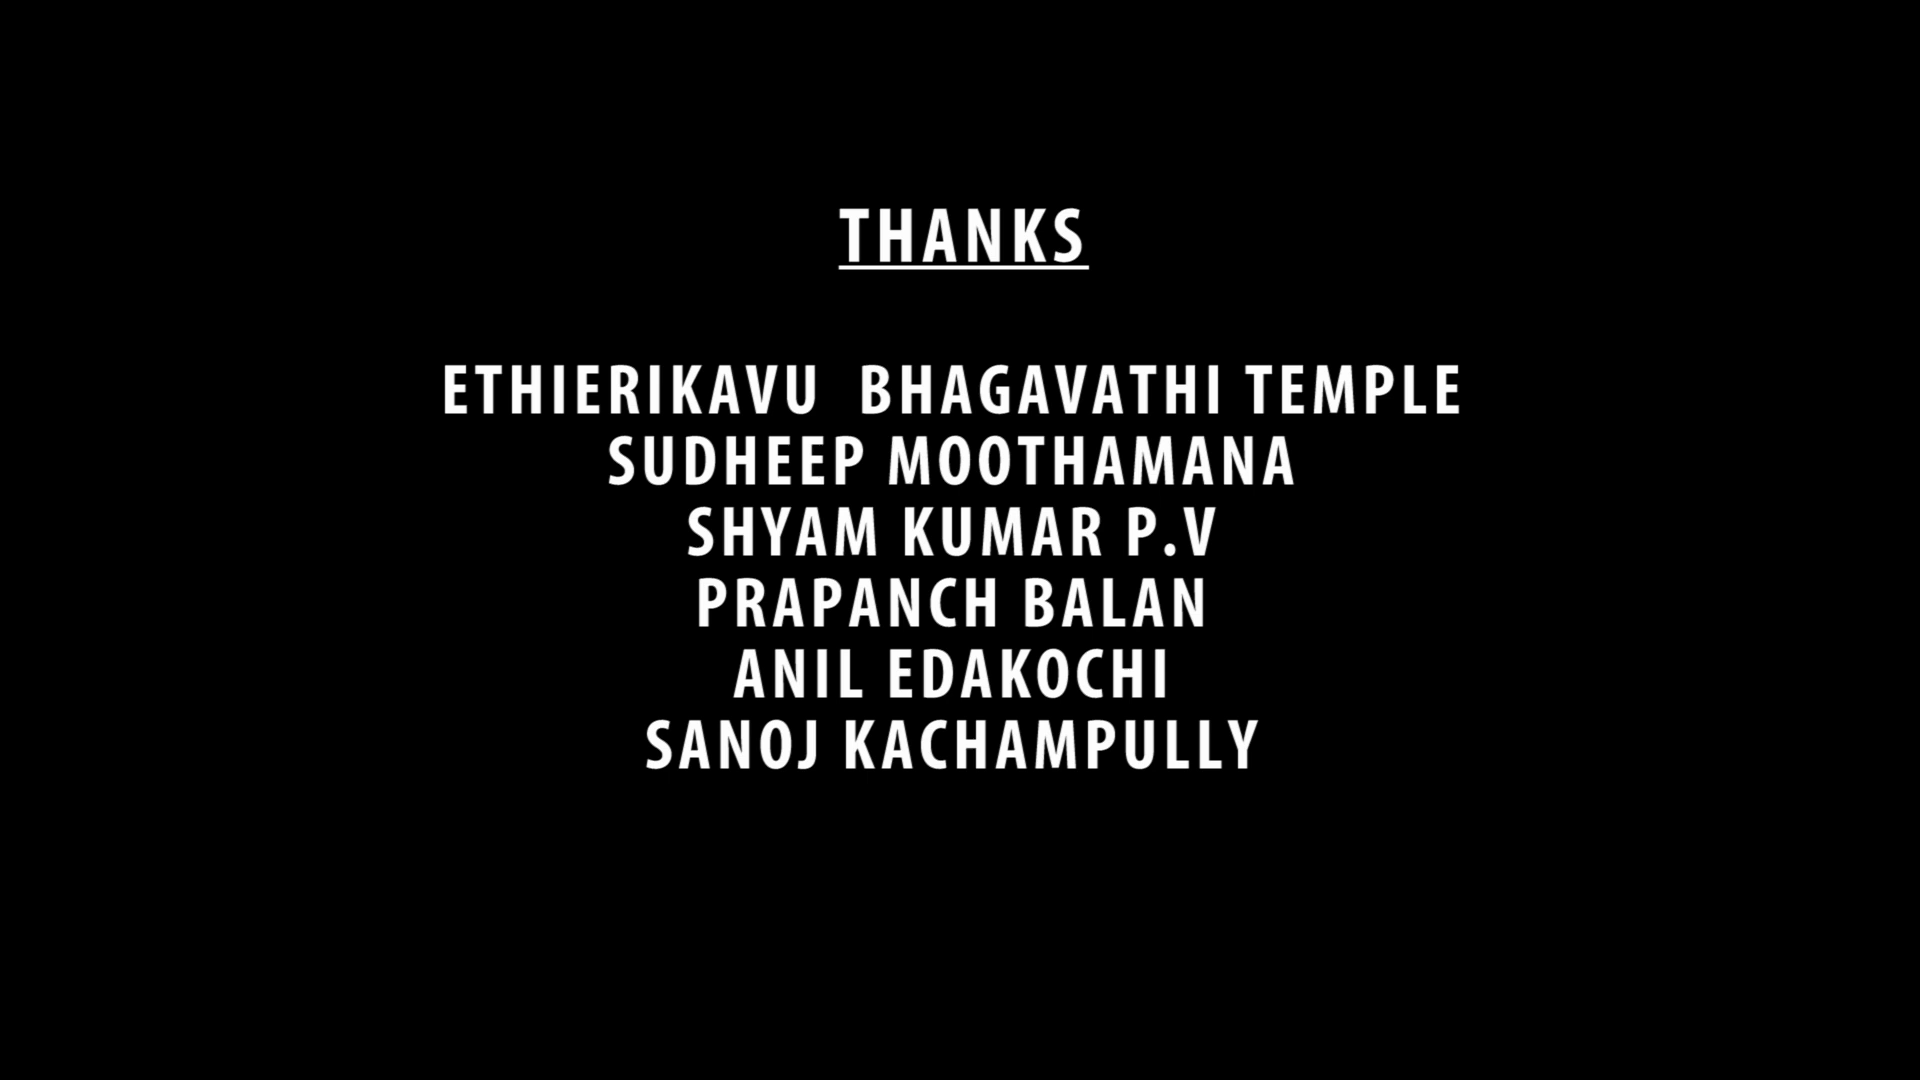 THANKS
ETHIERIKAVU BHAGAVATHI TEMPLE
SUDHEEP MOOTHAMANA
SHYAM KUMAR P.V
PRAPANCH BALAN
ANIL EDAKOCHI
SANOJ KACHAMPULLY